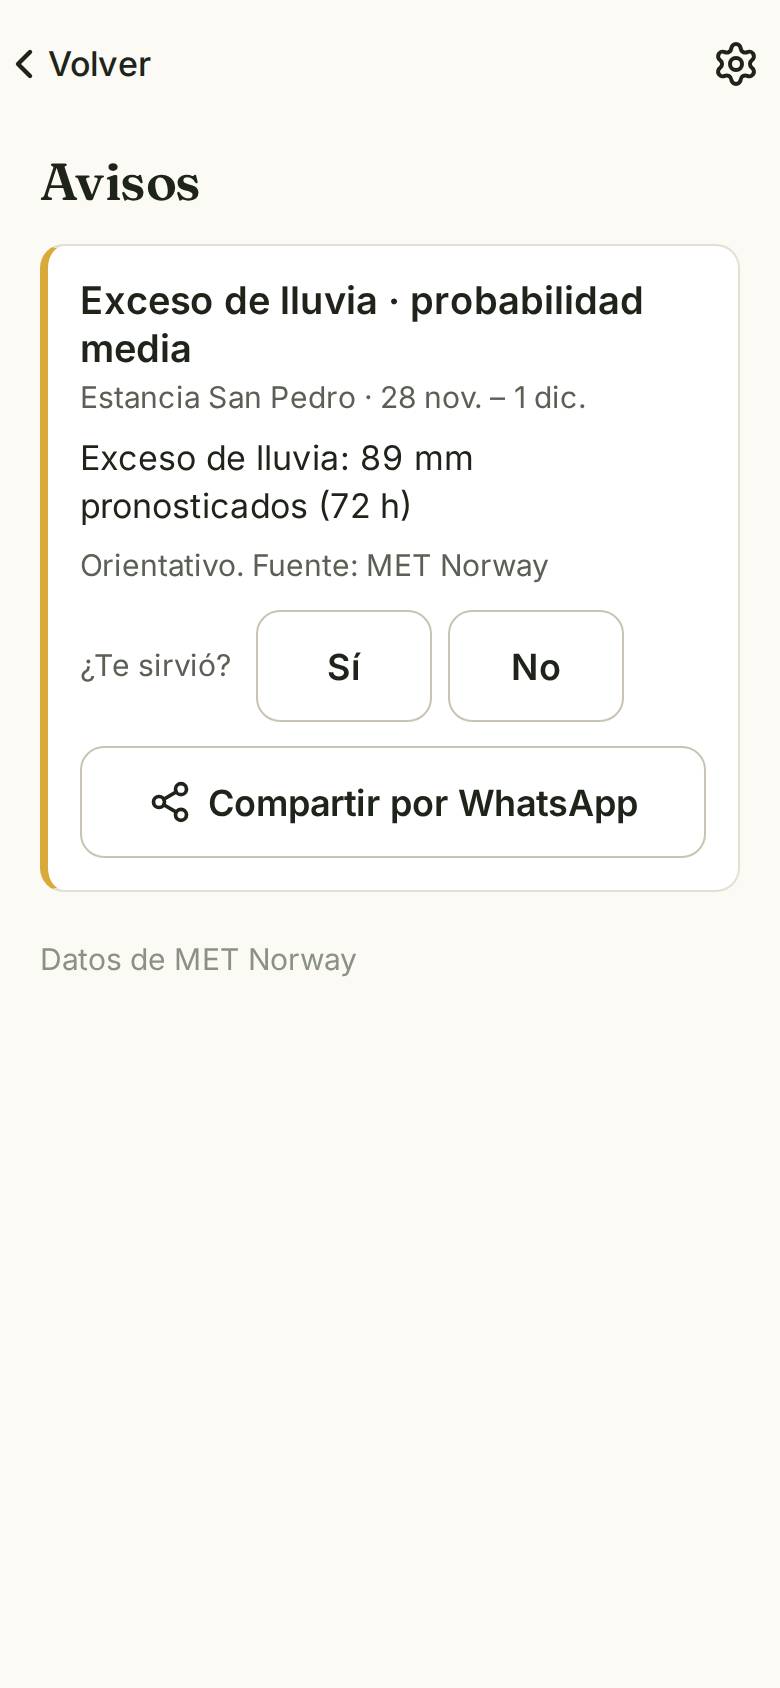 Volver
Avisos
Exceso de lluvia · probabilidad
media
Estancia San Pedro · 28 nov. – 1 dic.
Exceso de lluvia: 89 mm
pronosticados (72 h)
Orientativo. Fuente: MET Norway
¿Te sirvió? Sí No
Compartir por WhatsApp
Datos de MET Norway